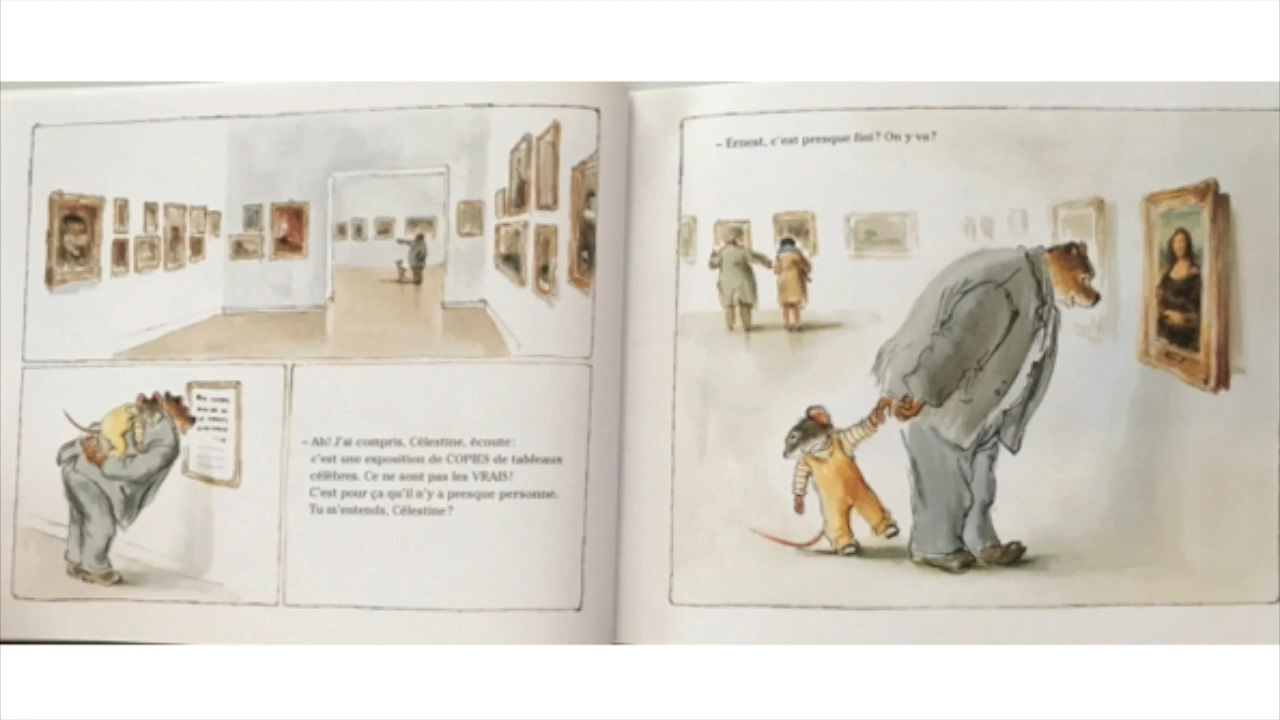 – Ah! J'ai compris, Célestine, écoute :
c'est une exposition de COPIES de tableaux
célèbres. Ce ne sont pas les VRAIS!
C'est pour ça qu'il n'y a presque personne.
Tu m'entends, Célestine?
– Ernest, c'est presque fini? On y va?